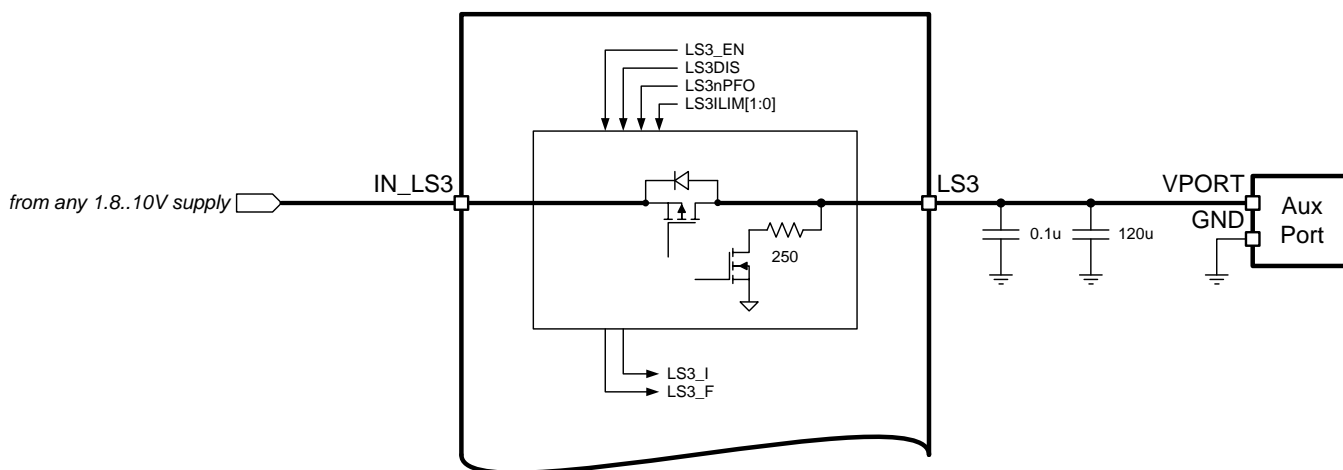 LS3_EN
LS3DIS
LS3nPFO
LS3ILIM[1:0]
from any 1.8..10V supply
IN_LS3
LS3
VPORT
GND
Aux
Port
250
0.1u
120u
LS3_I
LS3_F